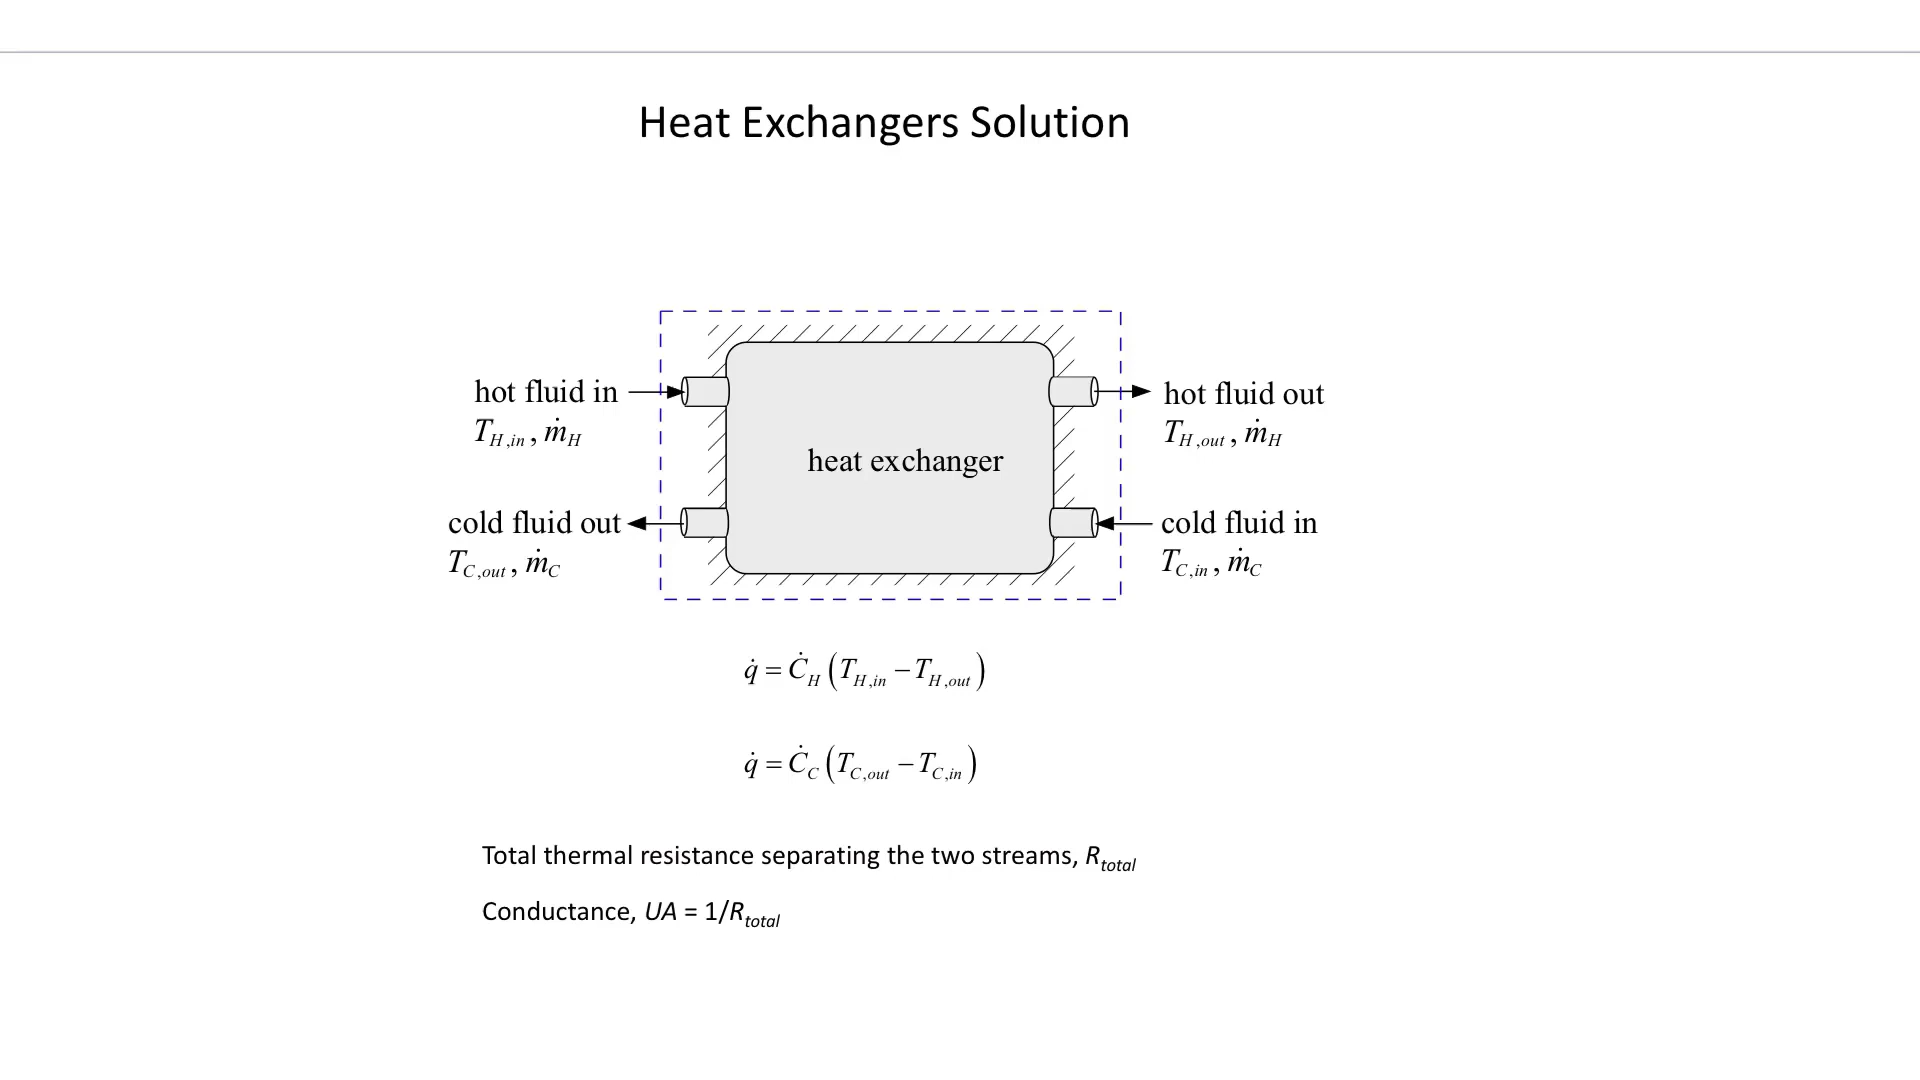 Heat Exchangers Solution
hot fluid in
T_{H,in}, ṁ_H
hot fluid out
T_{H,out}, ṁ_H
heat exchanger
cold fluid out
T_{C,out}, ṁ_C
cold fluid in
T_{C,in}, ṁ_C
q̇ = Ċ_H (T_{H,in} − T_{H,out})
q̇ = Ċ_C (T_{C,out} − T_{C,in})
Total thermal resistance separating the two streams, R_{total}
Conductance, UA = 1/R_{total}